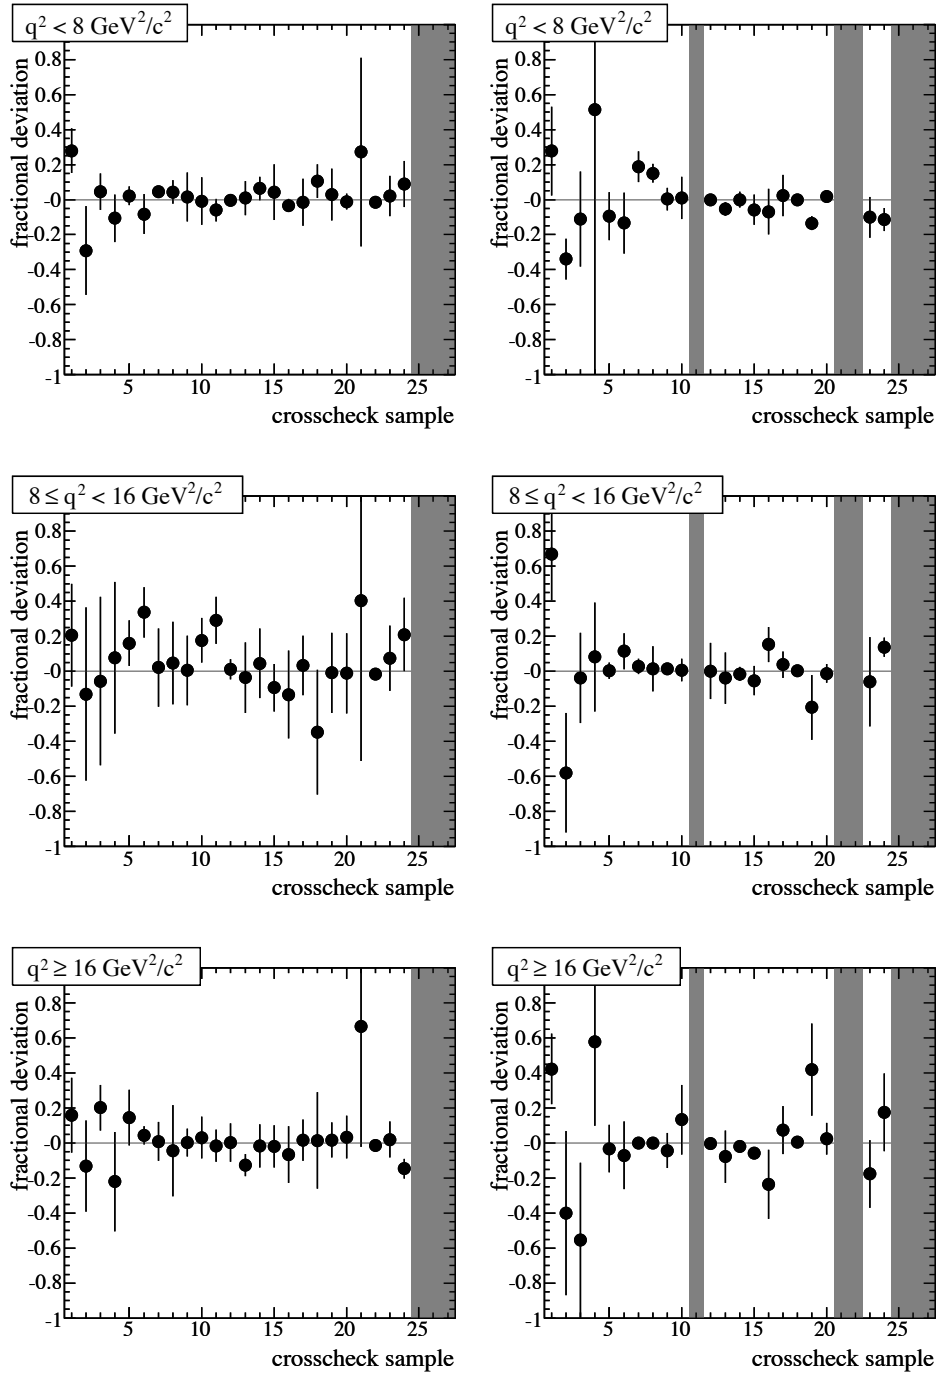 q² < 8 GeV²/c²
fractional deviation
0.8
0.6
0.4
0.2
-0
-0.2
-0.4
-0.6
-0.8
-1
5 10 15 20 25
crosscheck sample
q² < 8 GeV²/c²
fractional deviation
0.8
0.6
0.4
0.2
-0
-0.2
-0.4
-0.6
-0.8
-1
5 10 15 20 25
crosscheck sample
8 ≤ q² < 16 GeV²/c²
fractional deviation
0.8
0.6
0.4
0.2
-0
-0.2
-0.4
-0.6
-0.8
-1
5 10 15 20 25
crosscheck sample
8 ≤ q² < 16 GeV²/c²
fractional deviation
0.8
0.6
0.4
0.2
-0
-0.2
-0.4
-0.6
-0.8
-1
5 10 15 20 25
crosscheck sample
q² ≥ 16 GeV²/c²
fractional deviation
0.8
0.6
0.4
0.2
-0
-0.2
-0.4
-0.6
-0.8
-1
5 10 15 20 25
crosscheck sample
q² ≥ 16 GeV²/c²
fractional deviation
0.8
0.6
0.4
0.2
-0
-0.2
-0.4
-0.6
-0.8
-1
5 10 15 20 25
crosscheck sample